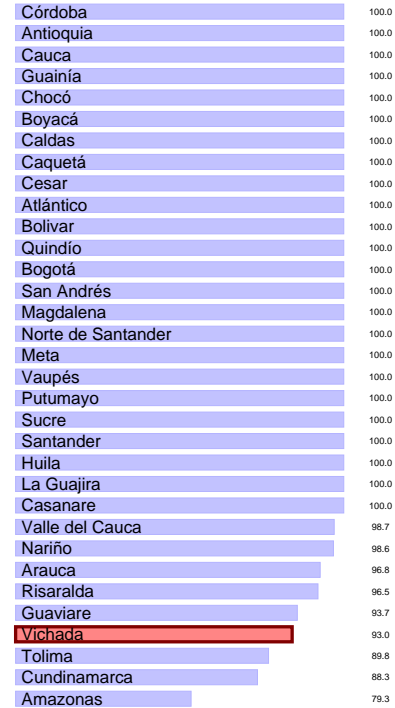 Córdoba 100.0
Antioquia 100.0
Cauca 100.0
Guainía 100.0
Chocó 100.0
Boyacá 100.0
Caldas 100.0
Caquetá 100.0
Cesar 100.0
Atlántico 100.0
Bolivar 100.0
Quindío 100.0
Bogotá 100.0
San Andrés 100.0
Magdalena 100.0
Norte de Santander 100.0
Meta 100.0
Vaupés 100.0
Putumayo 100.0
Sucre 100.0
Santander 100.0
Huila 100.0
La Guajira 100.0
Casanare 100.0
Valle del Cauca 98.7
Nariño 98.6
Arauca 96.8
Risaralda 96.5
Guaviare 93.7
Vichada 93.0
Tolima 89.8
Cundinamarca 88.3
Amazonas 79.3